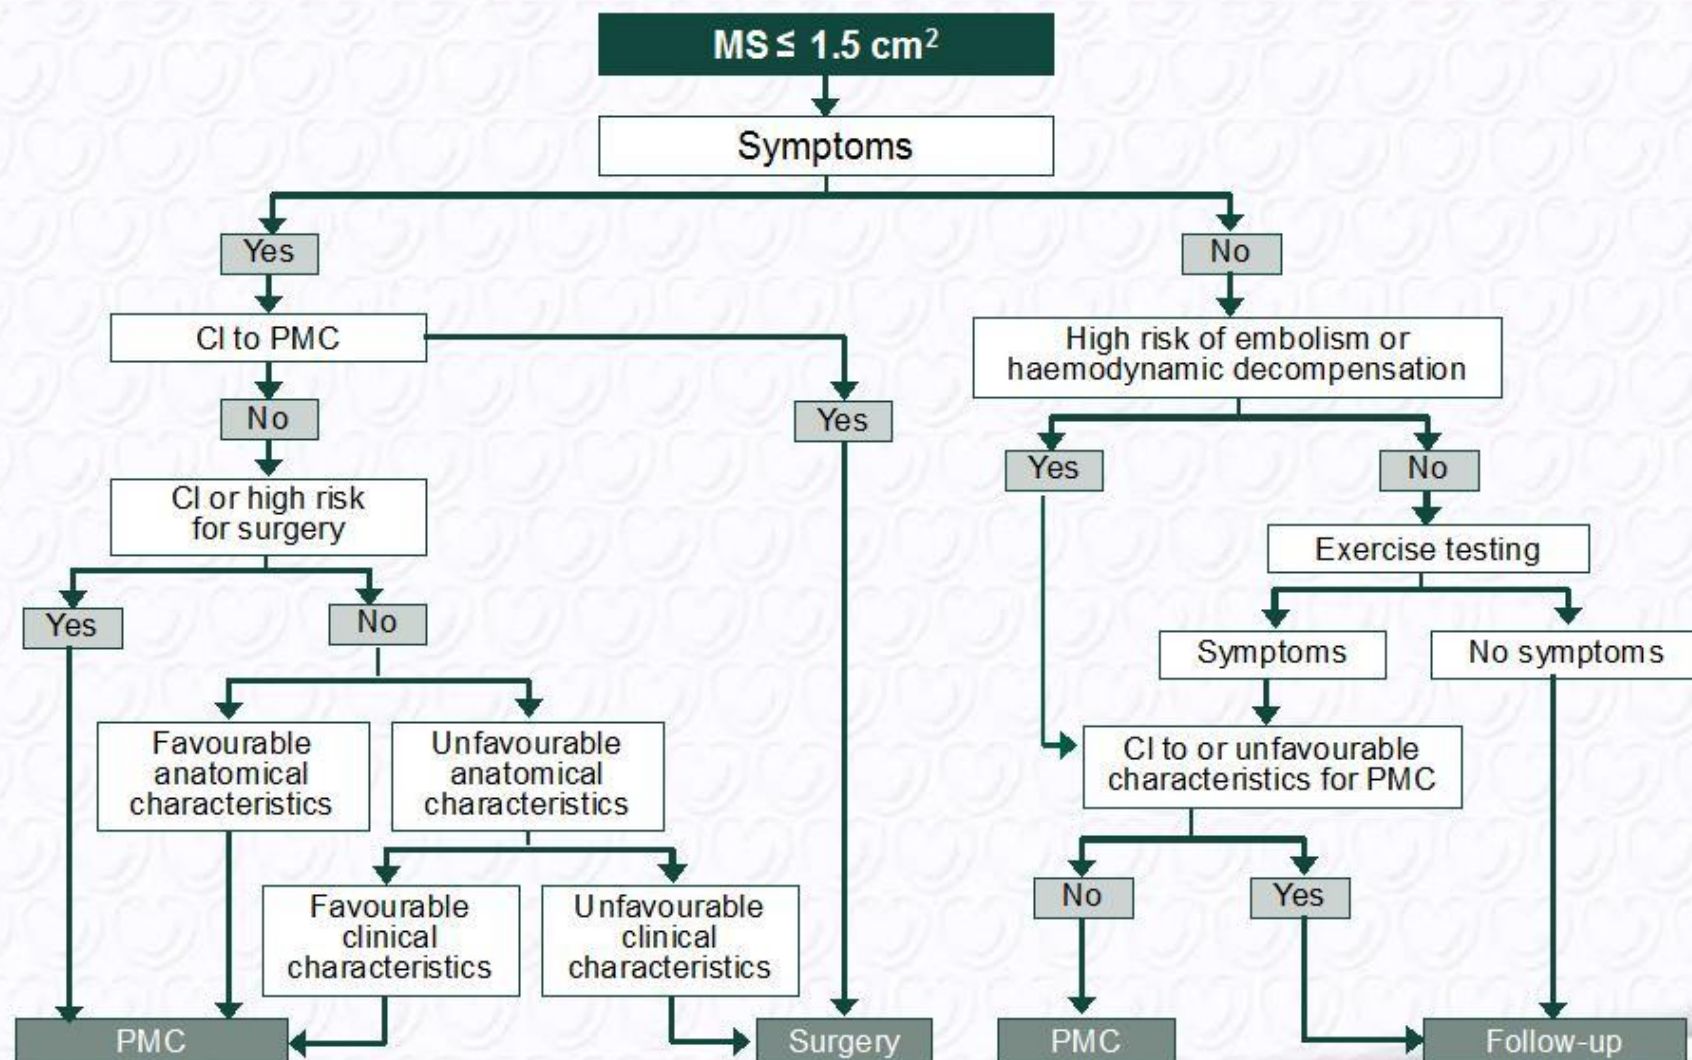 MS ≤ 1.5 cm²
Symptoms
Yes
No
CI to PMC
High risk of embolism or
haemodynamic decompensation
No
Yes
Yes
No
CI or high risk
for surgery
Exercise testing
Yes
No
Symptoms
No symptoms
Favourable
anatomical
characteristics
Unfavourable
anatomical
characteristics
CI to or unfavourable
characteristics for PMC
Favourable
clinical
characteristics
Unfavourable
clinical
characteristics
No
Yes
PMC
Surgery
PMC
Follow-up